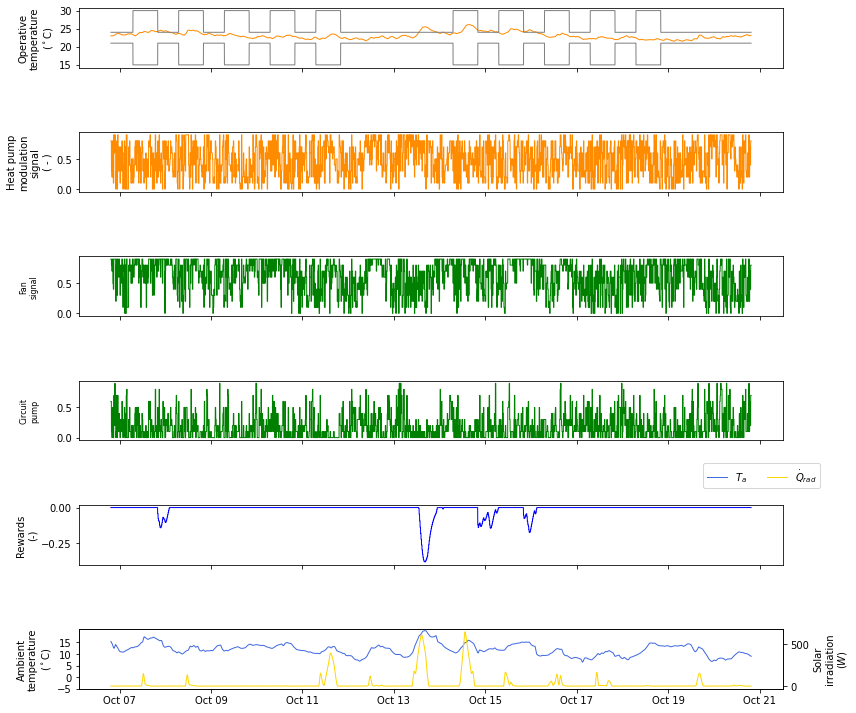 Operative
temperature
(°C)
30
25
20
15
Heat pump
modulation
signal
( - )
0.5
0.0
Fan
signal
0.5
0.0
Circuit
pump
0.5
0.0
T_a Q̇_rad
Rewards
(-)
0.00
−0.25
Ambient
temperature
(°C)
15
10
5
0
−5
500
0
Solar
irradiation
(W)
Oct 07 Oct 09 Oct 11 Oct 13 Oct 15 Oct 17 Oct 19 Oct 21